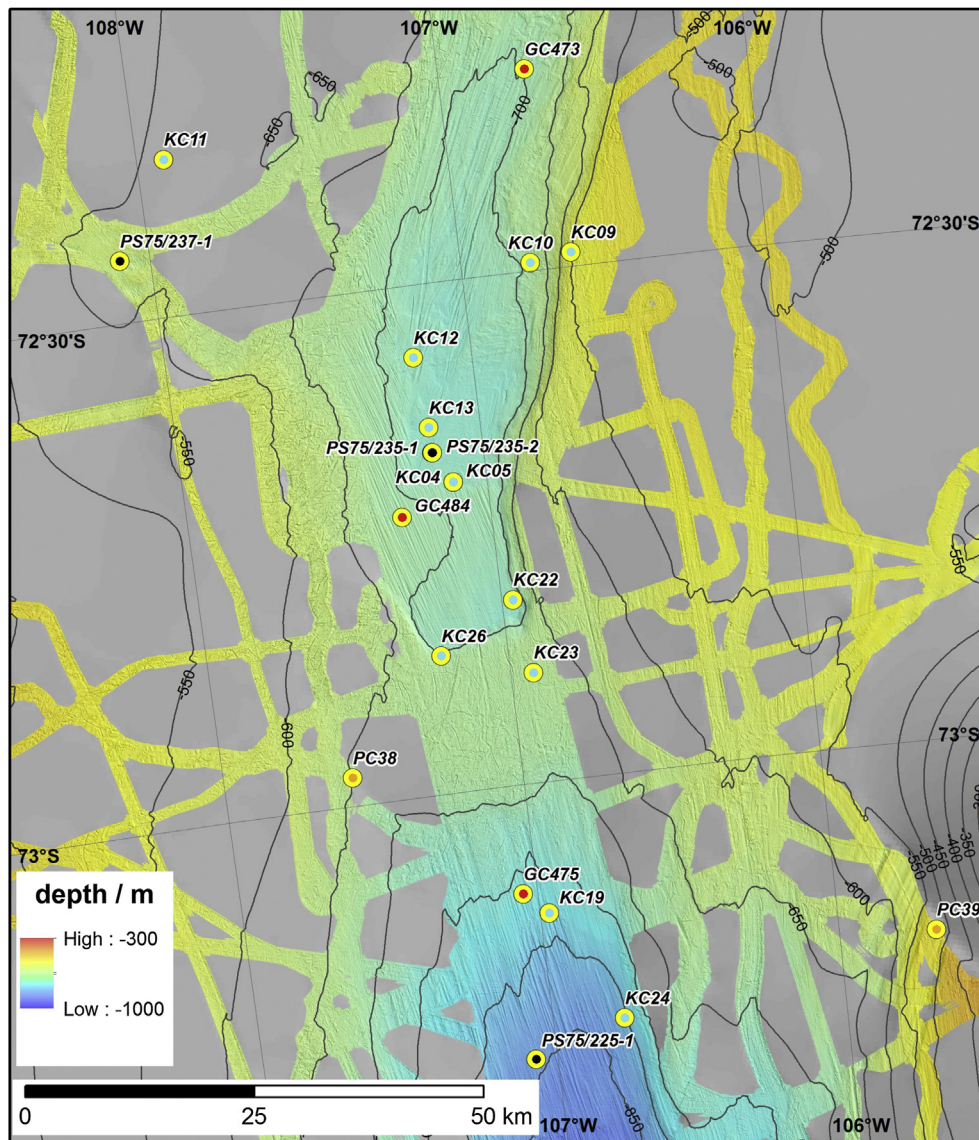 108°W
107°W
106°W
-500
-500
GC473
-650
-700
-650
KC11
72°30'S
PS75/237-1
KC10
KC09
-500
72°30'S
KC12
KC13
PS75/235-1
PS75/235-2
-550
KC04
KC05
GC484
-550
KC22
KC26
KC23
-550
-600
73°S
PC38
-350
-400
-450
-500
-550
73°S
depth / m
High : -300
Low : -1000
GC475
KC19
-600
-650
PC39
KC24
PS75/225-1
-850
0
25
50 km
107°W
106°W